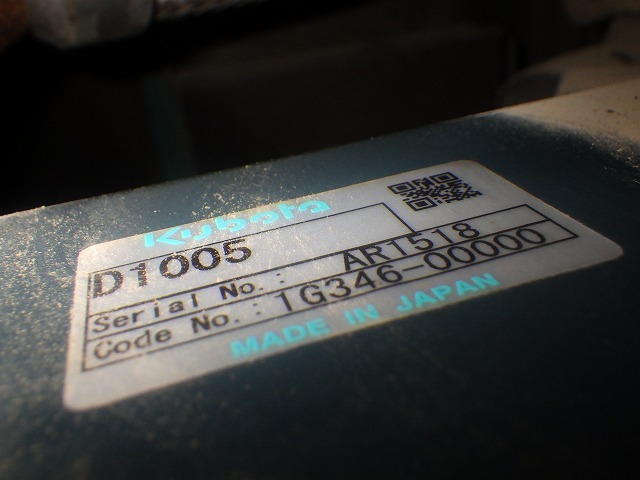 Kubota
D1005
Serial No.: AR1518
Code No.: 1G346-00000
MADE IN JAPAN